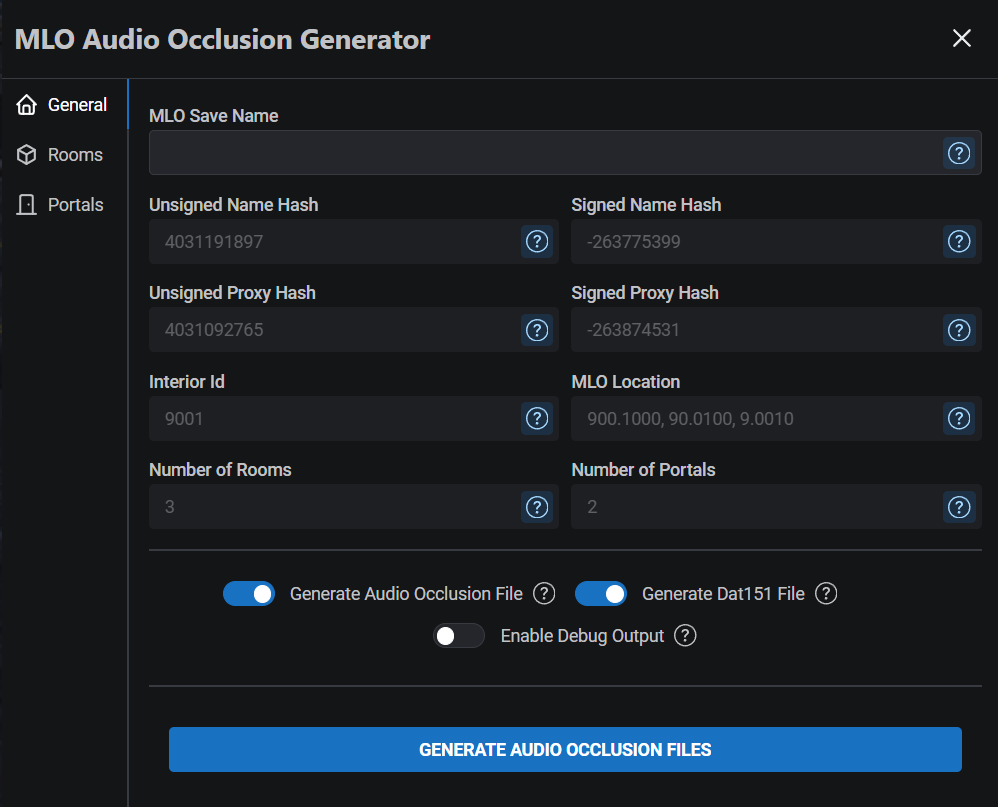 MLO Audio Occlusion Generator
General
Rooms
Portals
MLO Save Name
?
Unsigned Name Hash
Signed Name Hash
4031191897 ?
-263775399 ?
Unsigned Proxy Hash
Signed Proxy Hash
4031092765 ?
-263874531 ?
Interior Id
MLO Location
9001 ?
900.1000, 90.0100, 9.0010 ?
Number of Rooms
Number of Portals
3 ?
2 ?
Generate Audio Occlusion File ?
Generate Dat151 File ?
Enable Debug Output ?
GENERATE AUDIO OCCLUSION FILES